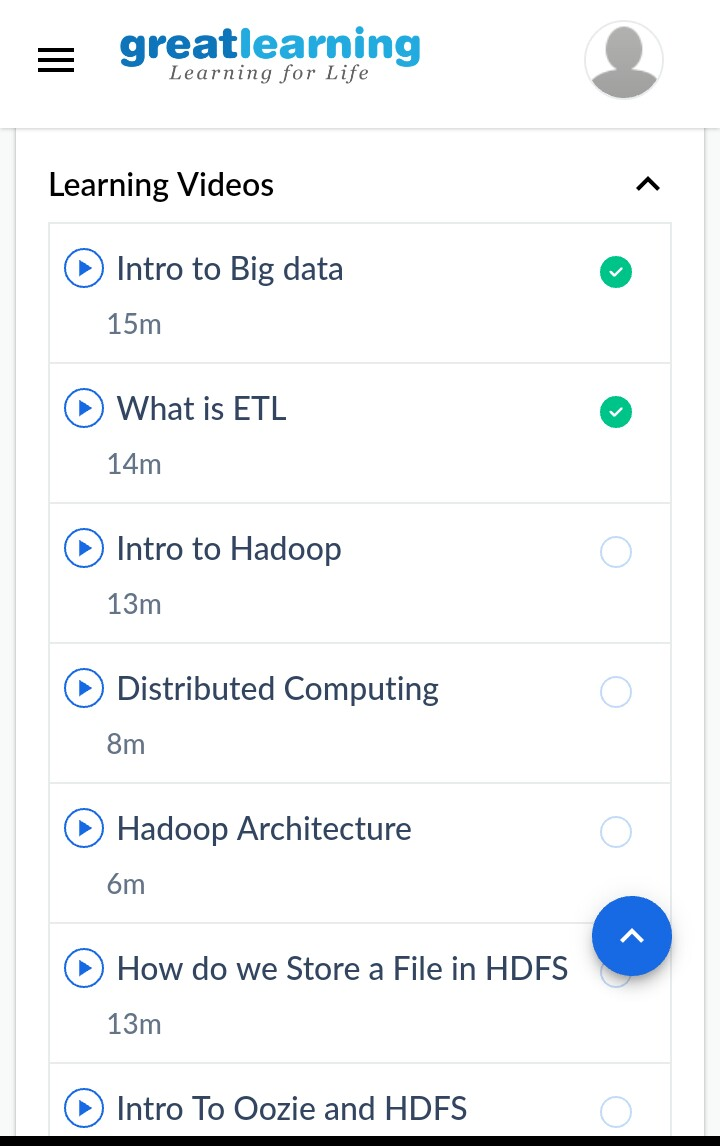 greatlearning
Learning for Life
Learning Videos
Intro to Big data
15m
What is ETL
14m
Intro to Hadoop
13m
Distributed Computing
8m
Hadoop Architecture
6m
How do we Store a File in HDFS
13m
Intro To Oozie and HDFS